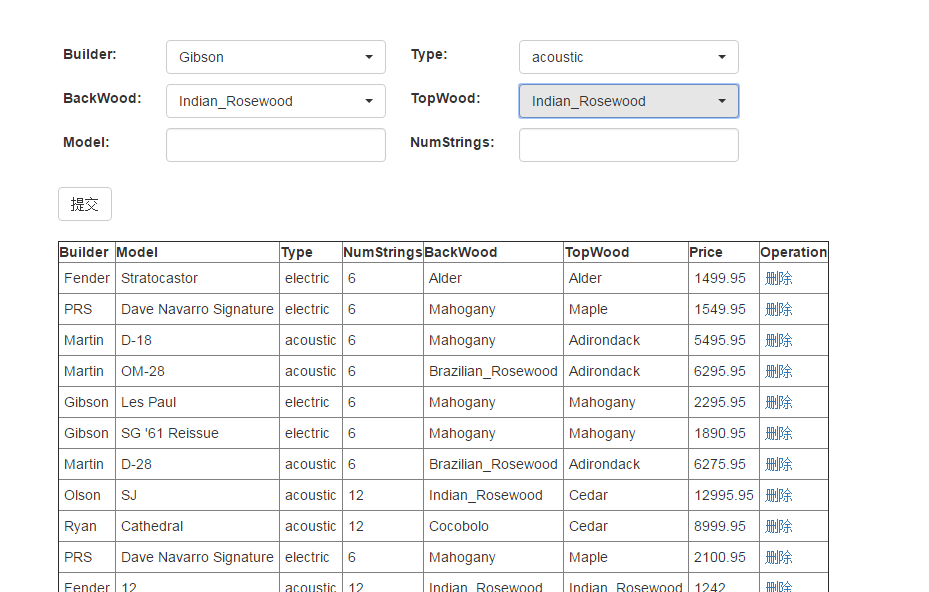 Builder: Gibson Type: acoustic
BackWood: Indian_Rosewood TopWood: Indian_Rosewood
Model: NumStrings:
提交
Builder Model Type NumStrings BackWood TopWood Price Operation
Fender Stratocastor electric 6 Alder Alder 1499.95 删除
PRS Dave Navarro Signature electric 6 Mahogany Maple 1549.95 删除
Martin D-18 acoustic 6 Mahogany Adirondack 5495.95 删除
Martin OM-28 acoustic 6 Brazilian_Rosewood Adirondack 6295.95 删除
Gibson Les Paul electric 6 Mahogany Mahogany 2295.95 删除
Gibson SG '61 Reissue electric 6 Mahogany Mahogany 1890.95 删除
Martin D-28 acoustic 6 Brazilian_Rosewood Adirondack 6275.95 删除
Olson SJ acoustic 12 Indian_Rosewood Cedar 12995.95 删除
Ryan Cathedral acoustic 12 Cocobolo Cedar 8999.95 删除
PRS Dave Navarro Signature electric 6 Mahogany Maple 2100.95 删除
Fender 12 acoustic 12 Indian_Rosewood Indian_Rosewood 1242 删除